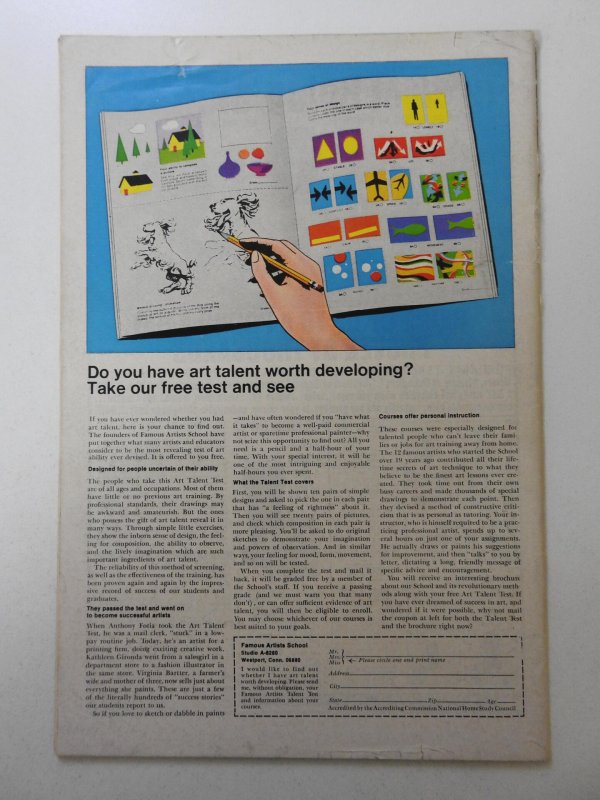 Do you have art talent worth developing?
Take our free test and see
If you have ever wondered whether you had
art talent, here is your chance to find out.
The founders of Famous Artists School have
put together what many artists and educators
consider to be the most revealing test of art
ability ever devised. It is offered to you free.
Designed for people uncertain of their ability
The people who take this Art Talent Test
are of all ages and occupations. Most of them
have little or no previous art training. By
professional standards, their drawings may
be awkward and amateurish. But the ones
who possess the gift of art talent reveal it in
many ways. Through simple little exercises,
they show the inborn sense of design, the feel-
ing for composition, the ability to observe,
and the lively imagination which are such
important ingredients of art talent.
The reliability of this method of screening,
as well as the effectiveness of the training, has
been proven again and again by the impres-
sive record of success of our students and
graduates.
They passed the test and went on
to become successful artists
When Anthony Fotia took the Art Talent
Test, he was a mail clerk, "stuck" in a low-
pay routine job. Today, he's an artist for a
printing firm, doing exciting creative work.
Kathleen Gironda went from a salesgirl in a
department store to a fashion illustrator in
the same store. Virginia Bartter, a farmer's
wife and mother of three, now sells just about
everything she paints. These are just a few
of the literally hundreds of "success stories"
our students report to us.
So if you love to sketch or dabble in paints
—and have often wondered if you "have what
it takes" to become a well-paid commercial
artist or sparetime professional painter—why
not seize this opportunity to find out? All you
need is a pencil and a half-hour of your
time. With your special interest, it will be
one of the most intriguing and enjoyable
half-hours you ever spent.
What the Talent Test covers
First, you will be shown ten pairs of simple
designs and asked to pick the one in each pair
that has "a feeling of rightness" about it.
Then you will see twenty pairs of pictures,
and check which composition in each pair is
more pleasing. You'll be asked to do original
sketches to demonstrate your imagination
and powers of observation. And in similar
ways, your feeling for mood, form, movement,
and so on will be tested.
When you complete the test and mail it
back, it will be graded free by a member of
the School's staff. If you receive a passing
grade (and we must warn you that many
don't), or can offer sufficient evidence of art
talent, you will then be eligible to enroll.
You may choose whichever of our courses is
best suited to your goals.
Courses offer personal instruction
These courses were especially designed for
talented people who can't leave their fami-
lies or jobs for art training away from home.
The 12 famous artists who started the School
over 19 years ago contributed all their life-
time secrets of art technique to what they
believe to be the finest art lessons ever cre-
ated. They took time out from their own
busy careers and made thousands of special
drawings to demonstrate each point. Then
they devised a method of constructive criti-
cism that is as personal as tutoring. Your in-
structor, who is himself required to be a prac-
ticing professional artist, spends up to sev-
eral hours on just one of your assignments.
He actually draws or paints his suggestions
for improvement, and then "talks" to you by
letter, dictating a long, friendly message of
specific advice and encouragement.
You will receive an interesting brochure
about our School and its revolutionary meth-
ods along with your free Art Talent Test. If
you have ever dreamed of success in art, and
wondered if it were possible, why not mail
the coupon at left for both the Talent Test
and the brochure right now?
Famous Artists School
Studio A-6260
Westport, Conn. 06880
I would like to find out
whether I have art talent
worth developing. Please send
me, without obligation, your
Famous Artists Talent Test
and information about your
courses.
Mr.
Mrs.
Miss
Please circle one and print name
Address
City
State Zip Age
Accredited by the Accrediting Commission National Home Study Council